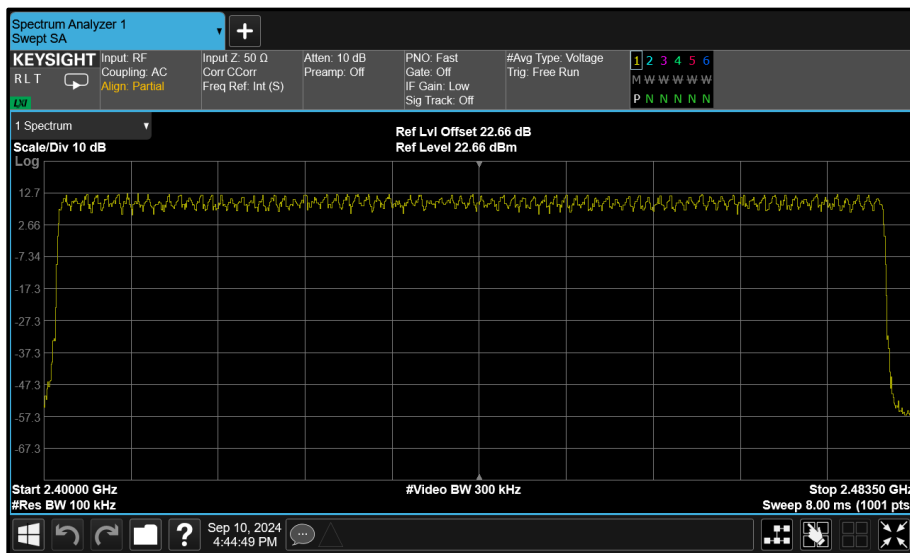 Spectrum Analyzer 1
Swept SA
KEYSIGHT
R L T
LXI
Input: RF
Coupling: AC
Align: Partial
Input Z: 50 Ω
Corr CCorr
Freq Ref: Int (S)
Atten: 10 dB
Preamp: Off
PNO: Fast
Gate: Off
IF Gain: Low
Sig Track: Off
#Avg Type: Voltage
Trig: Free Run
1 2 3 4 5 6
M W W W W W
P N N N N N
1 Spectrum
Scale/Div 10 dB
Ref Lvl Offset 22.66 dB
Ref Level 22.66 dBm
Log
12.7
2.66
-7.34
-17.3
-27.3
-37.3
-47.3
-57.3
-67.3
Start 2.40000 GHz
#Res BW 100 kHz
#Video BW 300 kHz
Stop 2.48350 GHz
Sweep 8.00 ms (1001 pts
?
Sep 10, 2024
4:44:49 PM